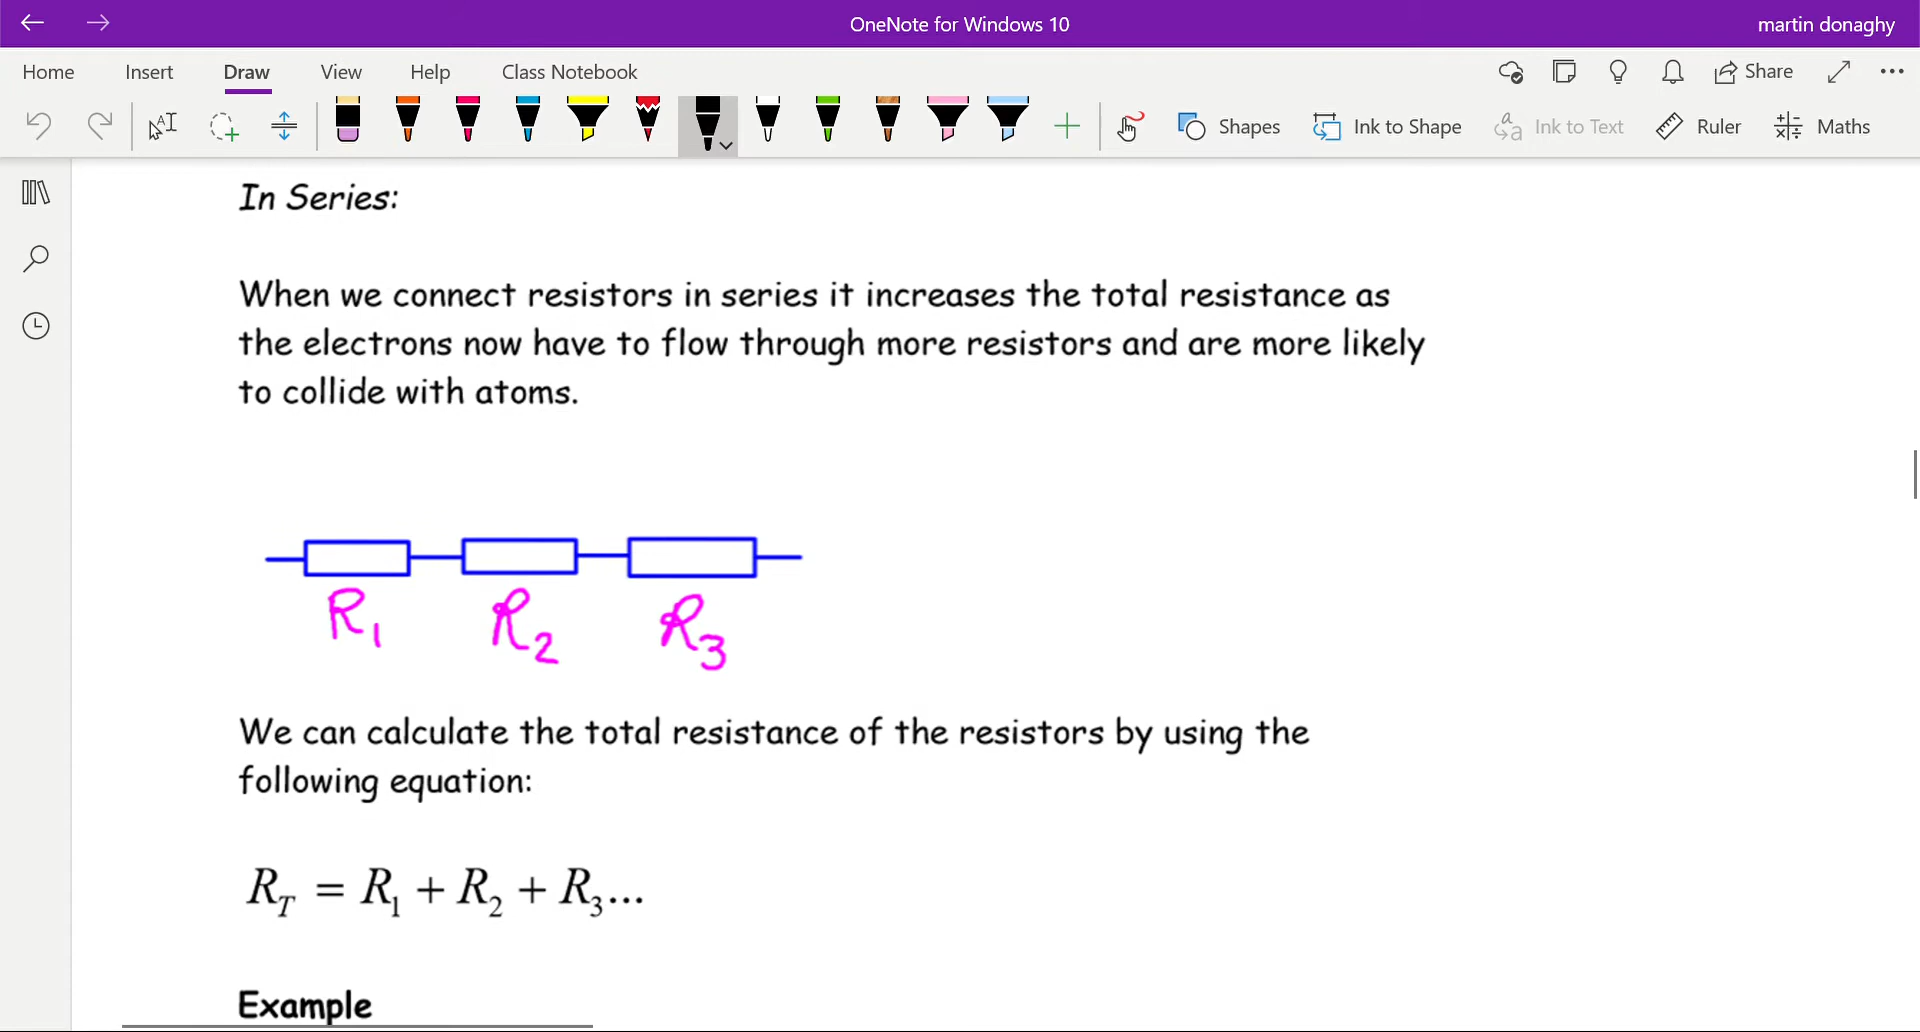 OneNote for Windows 10
martin donaghy
Home Insert Draw View Help Class Notebook
Share
Shapes Ink to Shape Ink to Text Ruler Maths
In Series:
When we connect resistors in series it increases the total resistance as
the electrons now have to flow through more resistors and are more likely
to collide with atoms.
R₁ R₂ R₃
We can calculate the total resistance of the resistors by using the
following equation:
R_T = R₁ + R₂ + R₃...
Example